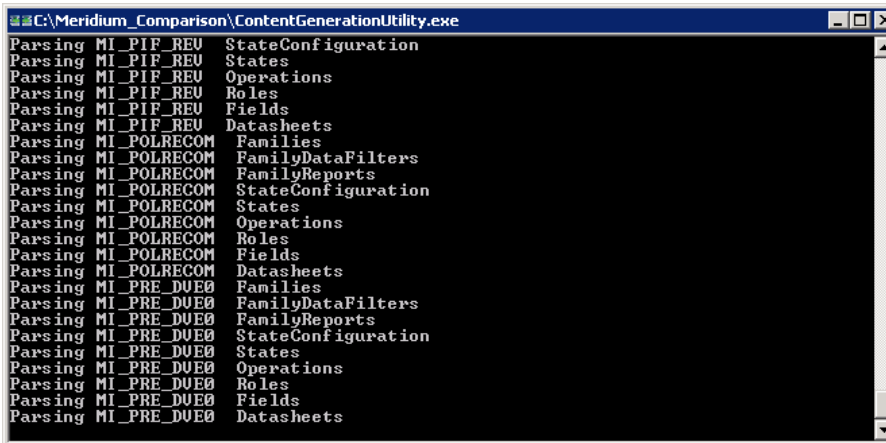 C:\Meridium_Comparison\ContentGenerationUtility.exe
Parsing MI_PIF_REV  StateConfiguration
Parsing MI_PIF_REV  States
Parsing MI_PIF_REV  Operations
Parsing MI_PIF_REV  Roles
Parsing MI_PIF_REV  Fields
Parsing MI_PIF_REV  Datasheets
Parsing MI_POLRECOM  Families
Parsing MI_POLRECOM  FamilyDataFilters
Parsing MI_POLRECOM  FamilyReports
Parsing MI_POLRECOM  StateConfiguration
Parsing MI_POLRECOM  States
Parsing MI_POLRECOM  Operations
Parsing MI_POLRECOM  Roles
Parsing MI_POLRECOM  Fields
Parsing MI_POLRECOM  Datasheets
Parsing MI_PRE_DVE0  Families
Parsing MI_PRE_DVE0  FamilyDataFilters
Parsing MI_PRE_DVE0  FamilyReports
Parsing MI_PRE_DVE0  StateConfiguration
Parsing MI_PRE_DVE0  States
Parsing MI_PRE_DVE0  Operations
Parsing MI_PRE_DVE0  Roles
Parsing MI_PRE_DVE0  Fields
Parsing MI_PRE_DVE0  Datasheets